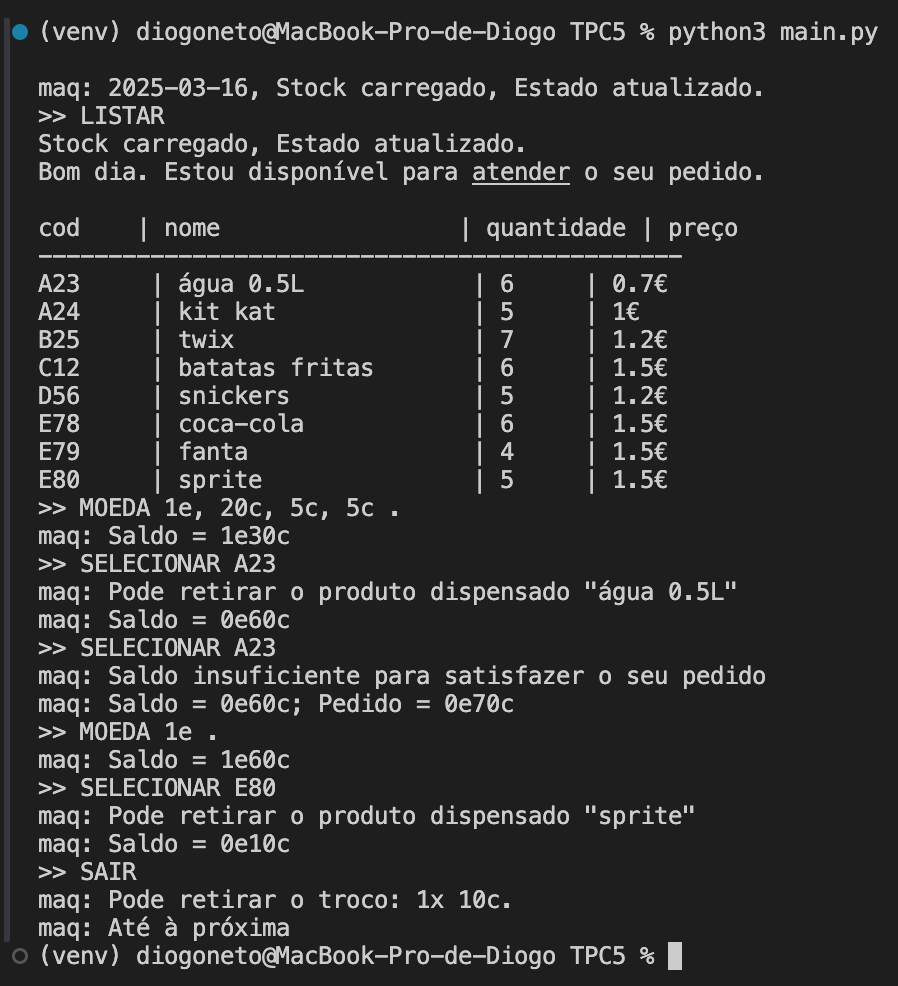 (venv) diogoneto@MacBook-Pro-de-Diogo TPC5 % python3 main.py
maq: 2025-03-16, Stock carregado, Estado atualizado.
>> LISTAR
Stock carregado, Estado atualizado.
Bom dia. Estou disponível para atender o seu pedido.
cod    | nome                 | quantidade | preço
----------------------------------------------
A23     | água 0.5L            | 6     | 0.7€
A24     | kit kat              | 5     | 1€
B25     | twix                 | 7     | 1.2€
C12     | batatas fritas       | 6     | 1.5€
D56     | snickers             | 5     | 1.2€
E78     | coca-cola            | 6     | 1.5€
E79     | fanta                | 4     | 1.5€
E80     | sprite               | 5     | 1.5€
>> MOEDA 1e, 20c, 5c, 5c .
maq: Saldo = 1e30c
>> SELECIONAR A23
maq: Pode retirar o produto dispensado "água 0.5L"
maq: Saldo = 0e60c
>> SELECIONAR A23
maq: Saldo insuficiente para satisfazer o seu pedido
maq: Saldo = 0e60c; Pedido = 0e70c
>> MOEDA 1e .
maq: Saldo = 1e60c
>> SELECIONAR E80
maq: Pode retirar o produto dispensado "sprite"
maq: Saldo = 0e10c
>> SAIR
maq: Pode retirar o troco: 1x 10c.
maq: Até à próxima
(venv) diogoneto@MacBook-Pro-de-Diogo TPC5 %